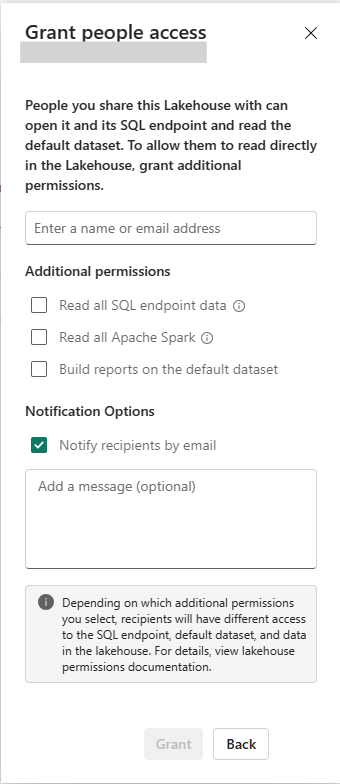 Grant people access
People you share this Lakehouse with can
open it and its SQL endpoint and read the
default dataset. To allow them to read directly
in the Lakehouse, grant additional
permissions.
Enter a name or email address
Additional permissions
Read all SQL endpoint data
Read all Apache Spark
Build reports on the default dataset
Notification Options
Notify recipients by email
Add a message (optional)
Depending on which additional permissions
you select, recipients will have different access
to the SQL endpoint, default dataset, and data
in the lakehouse. For details, view lakehouse
permissions documentation.
Grant
Back